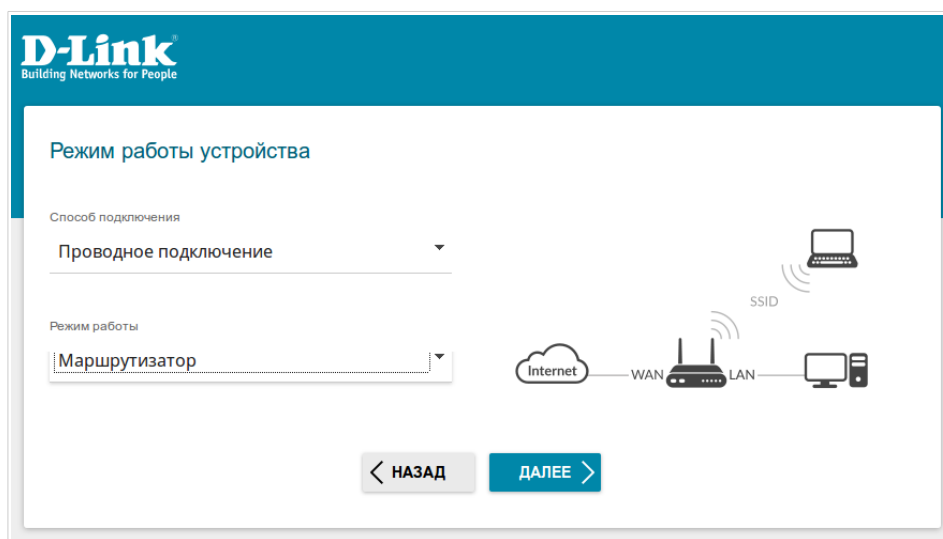 D-Link
Building Networks for People
Режим работы устройства
Способ подключения
Проводное подключение
SSID
Режим работы
Маршрутизатор
Internet
WAN
LAN
НАЗАД
ДАЛЕЕ